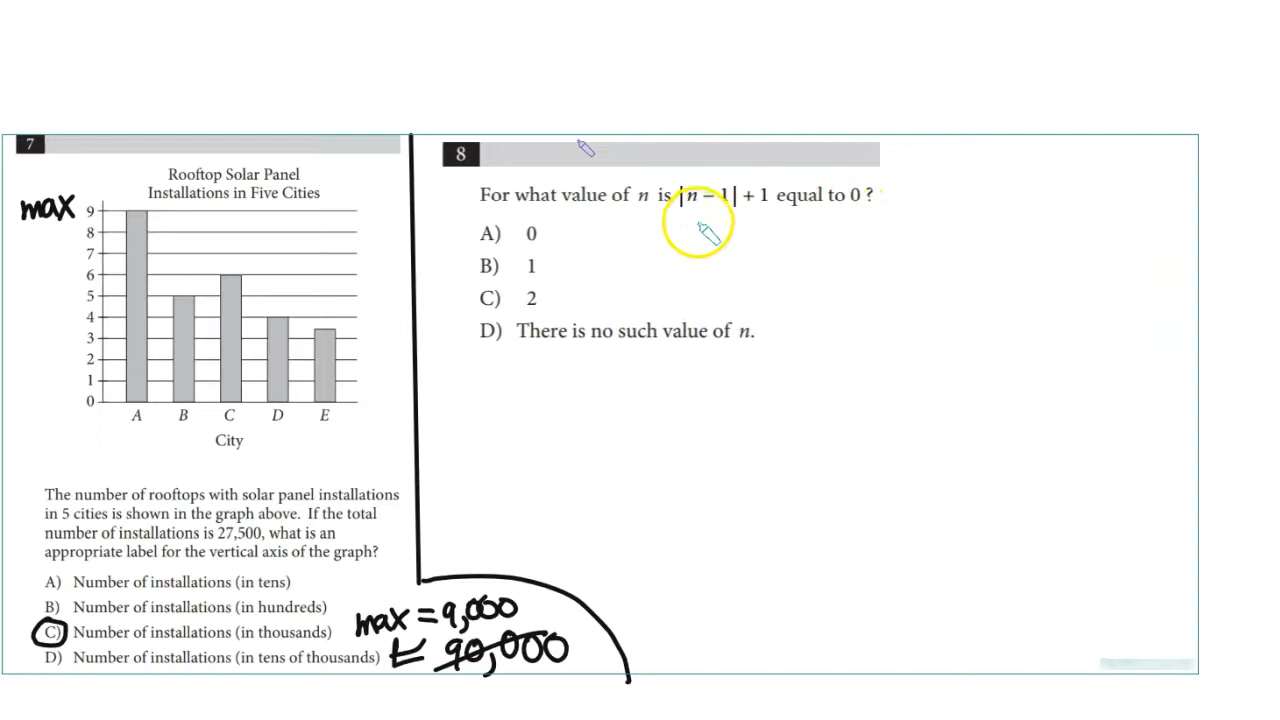 7
Rooftop Solar Panel
Installations in Five Cities
max
9
8
7
6
5
4
3
2
1
0
A B C D E
City
The number of rooftops with solar panel installations
in 5 cities is shown in the graph above. If the total
number of installations is 27,500, what is an
appropriate label for the vertical axis of the graph?
A) Number of installations (in tens)
B) Number of installations (in hundreds)
C) Number of installations (in thousands)
D) Number of installations (in tens of thousands)
max = 9,000
90,000
8
For what value of n is |n − 1| + 1 equal to 0 ?
A) 0
B) 1
C) 2
D) There is no such value of n.